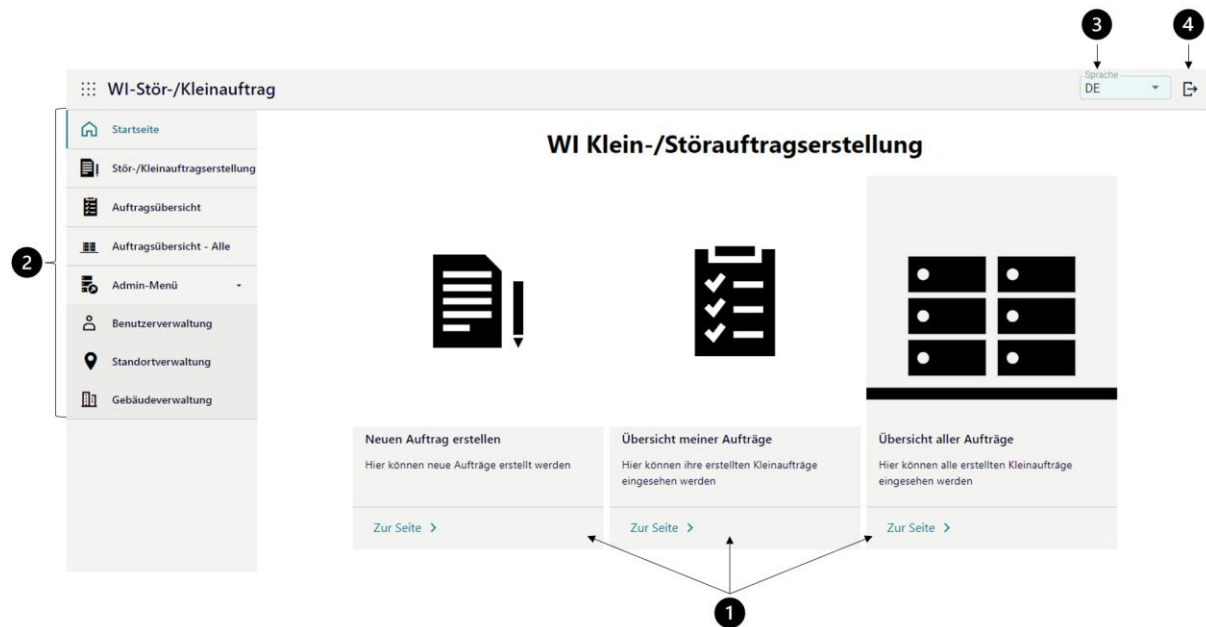 3
4
WI-Stör-/Kleinauftrag
Sprache
DE
Startseite
Stör-/Kleinauftragserstellung
Auftragsübersicht
Auftragsübersicht - Alle
Admin-Menü
Benutzerverwaltung
Standortverwaltung
Gebäudeverwaltung
2
WI Klein-/Störauftragserstellung
Neuen Auftrag erstellen
Hier können neue Aufträge erstellt werden
Zur Seite >
Übersicht meiner Aufträge
Hier können ihre erstellten Kleinaufträge
eingesehen werden
Zur Seite >
Übersicht aller Aufträge
Hier können alle erstellten Kleinaufträge
eingesehen werden
Zur Seite >
1